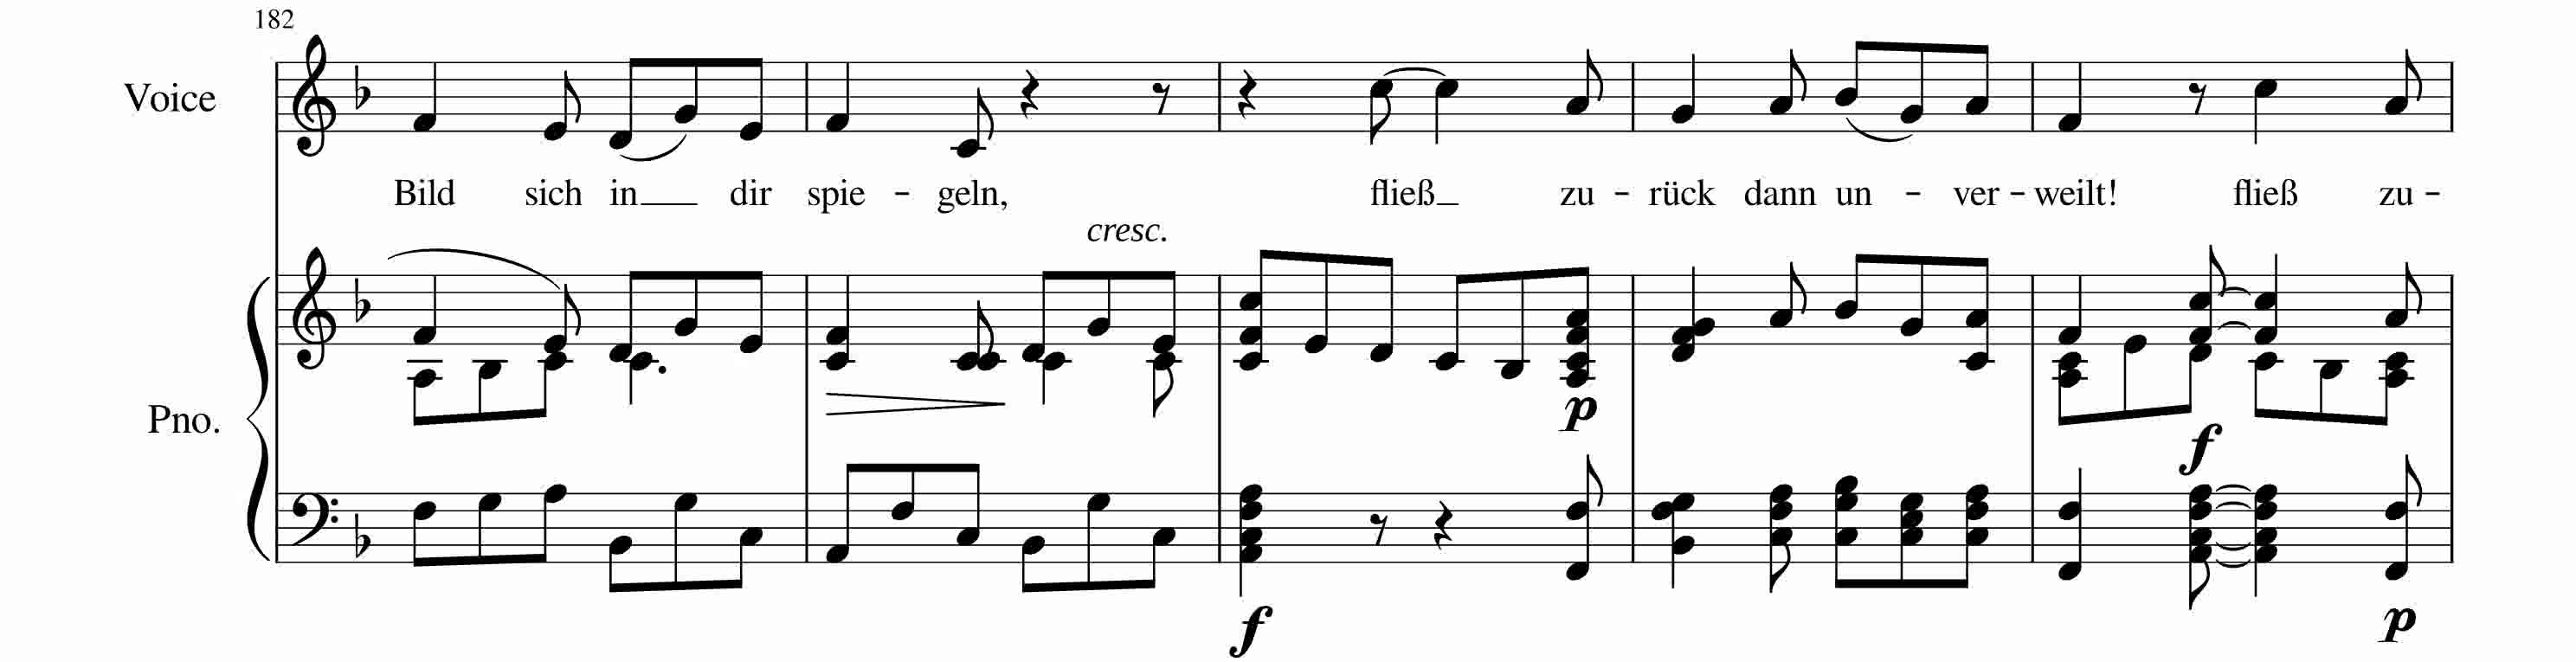 182
Voice
Bild sich in dir spie - geln, fließ zu - rück dann un - ver - weilt! fließ zu -
cresc.
Pno.
p
f
f
p